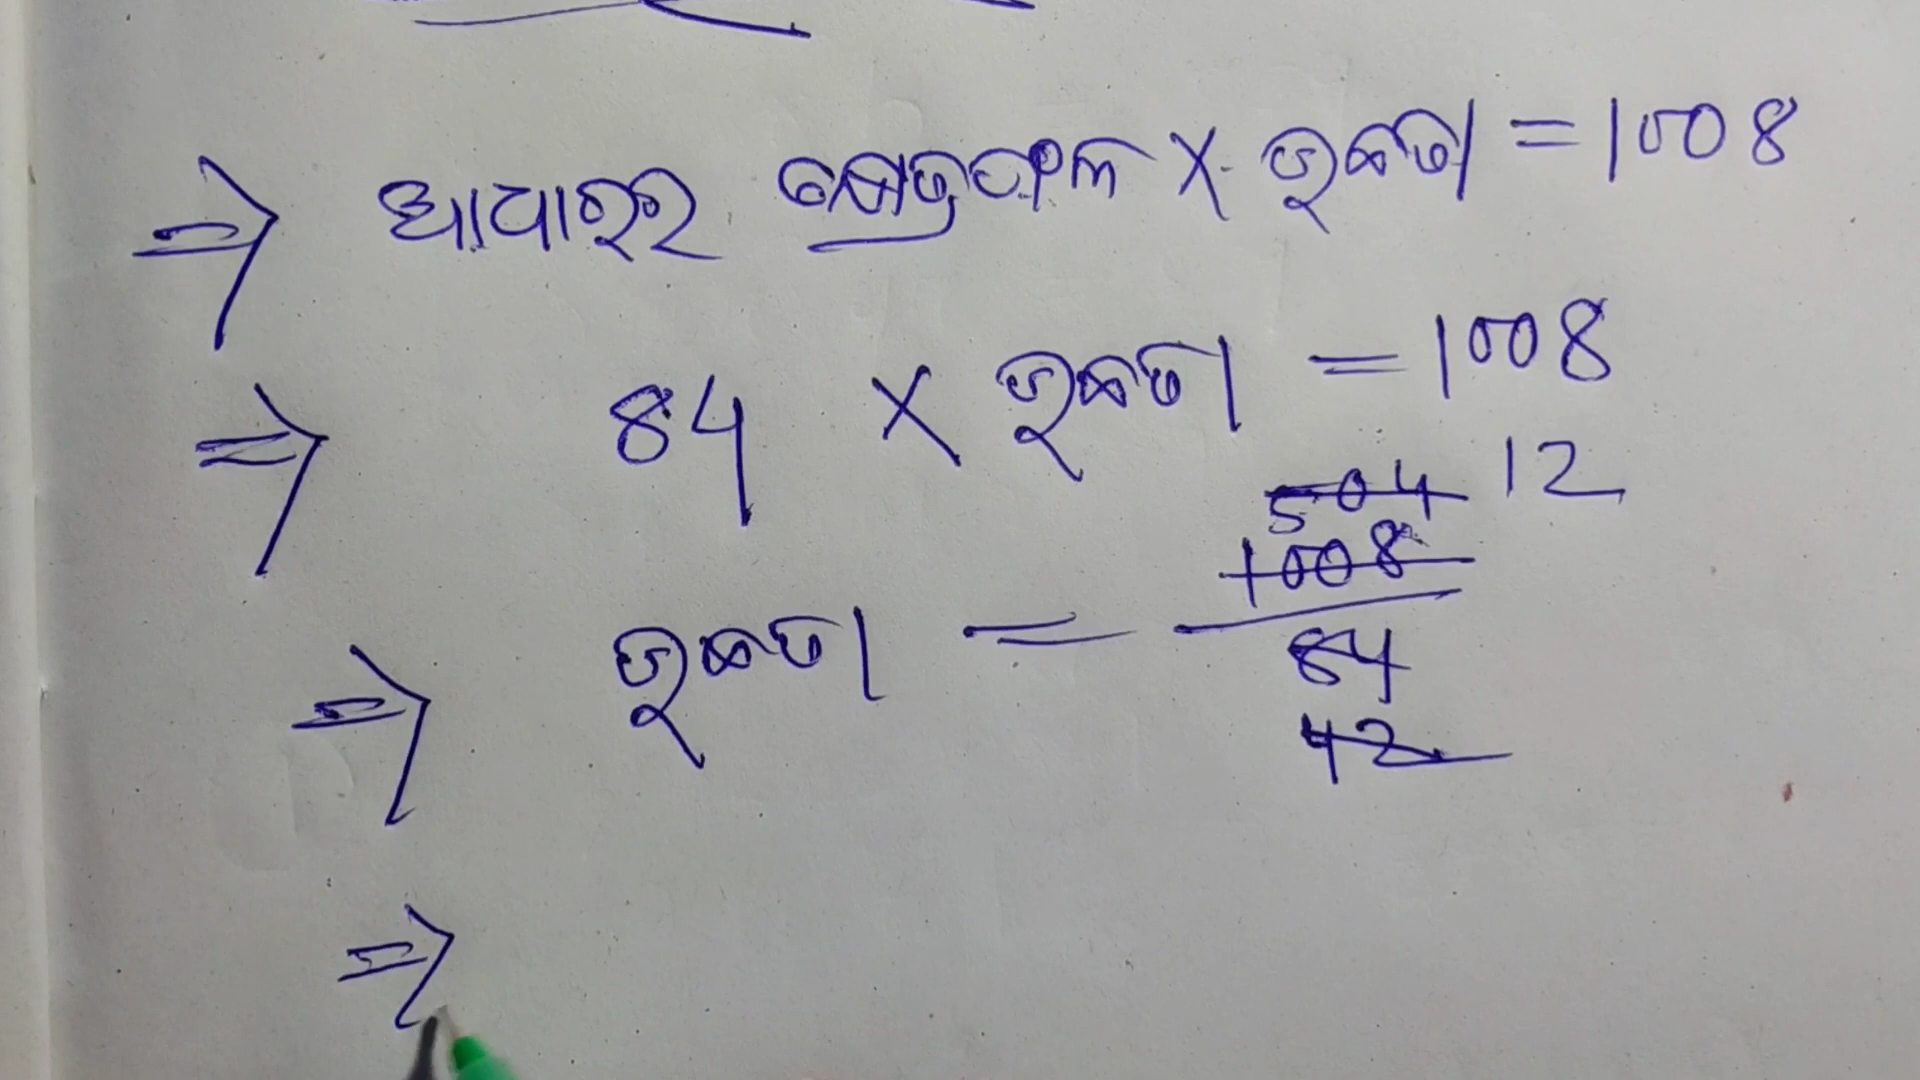 ⇒ ଆଧାରର କ୍ଷେତ୍ରଫଳ × ଉଚ୍ଚତା = 1008
⇒ 84 × ଉଚ୍ଚତା = 1008
504 12
1008
⇒ ଉଚ୍ଚତା =
84
42
⇒